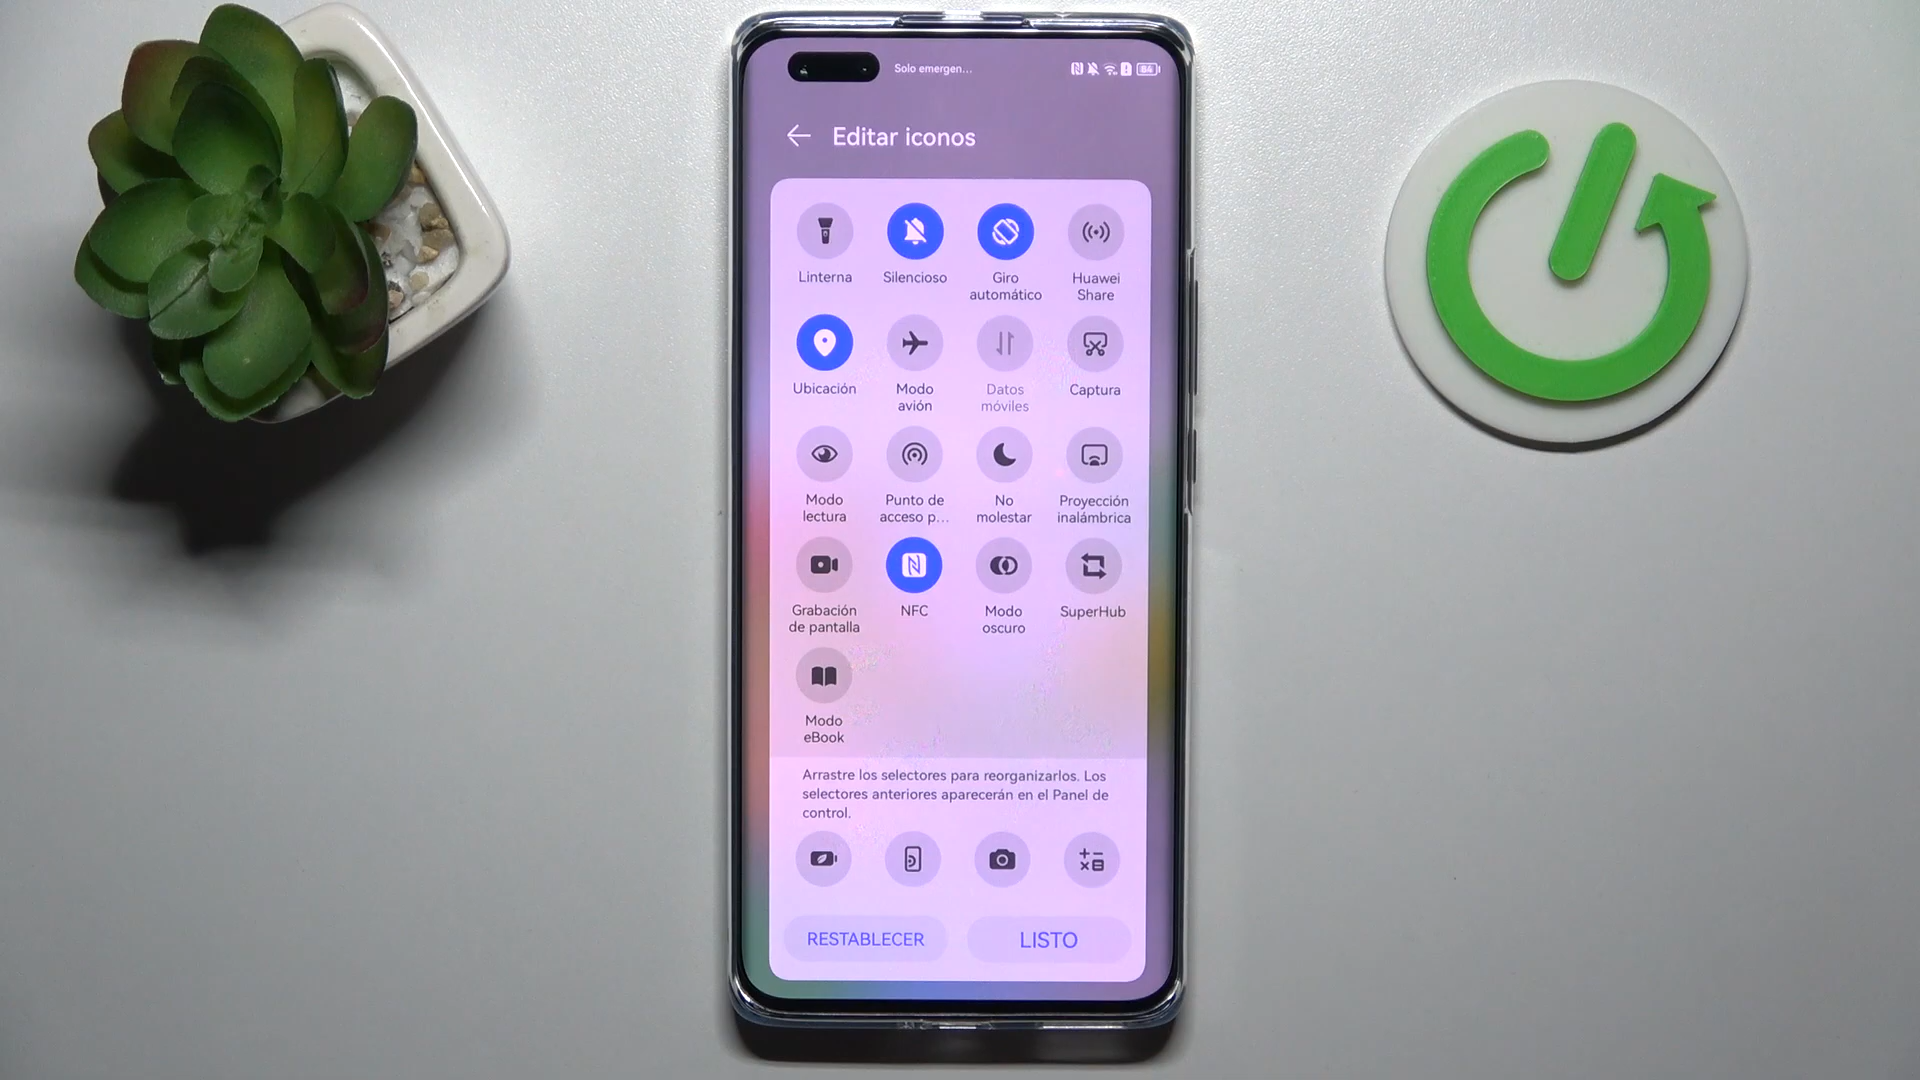 Solo emergen...
84
Editar iconos
Linterna
Silencioso
Giro
automático
Huawei
Share
Ubicación
Modo
avión
Datos
móviles
Captura
Modo
lectura
Punto de
acceso p...
No
molestar
Proyección
inalámbrica
Grabación
de pantalla
NFC
Modo
oscuro
SuperHub
Modo
eBook
Arrastre los selectores para reorganizarlos. Los
selectores anteriores aparecerán en el Panel de
control.
RESTABLECER
LISTO